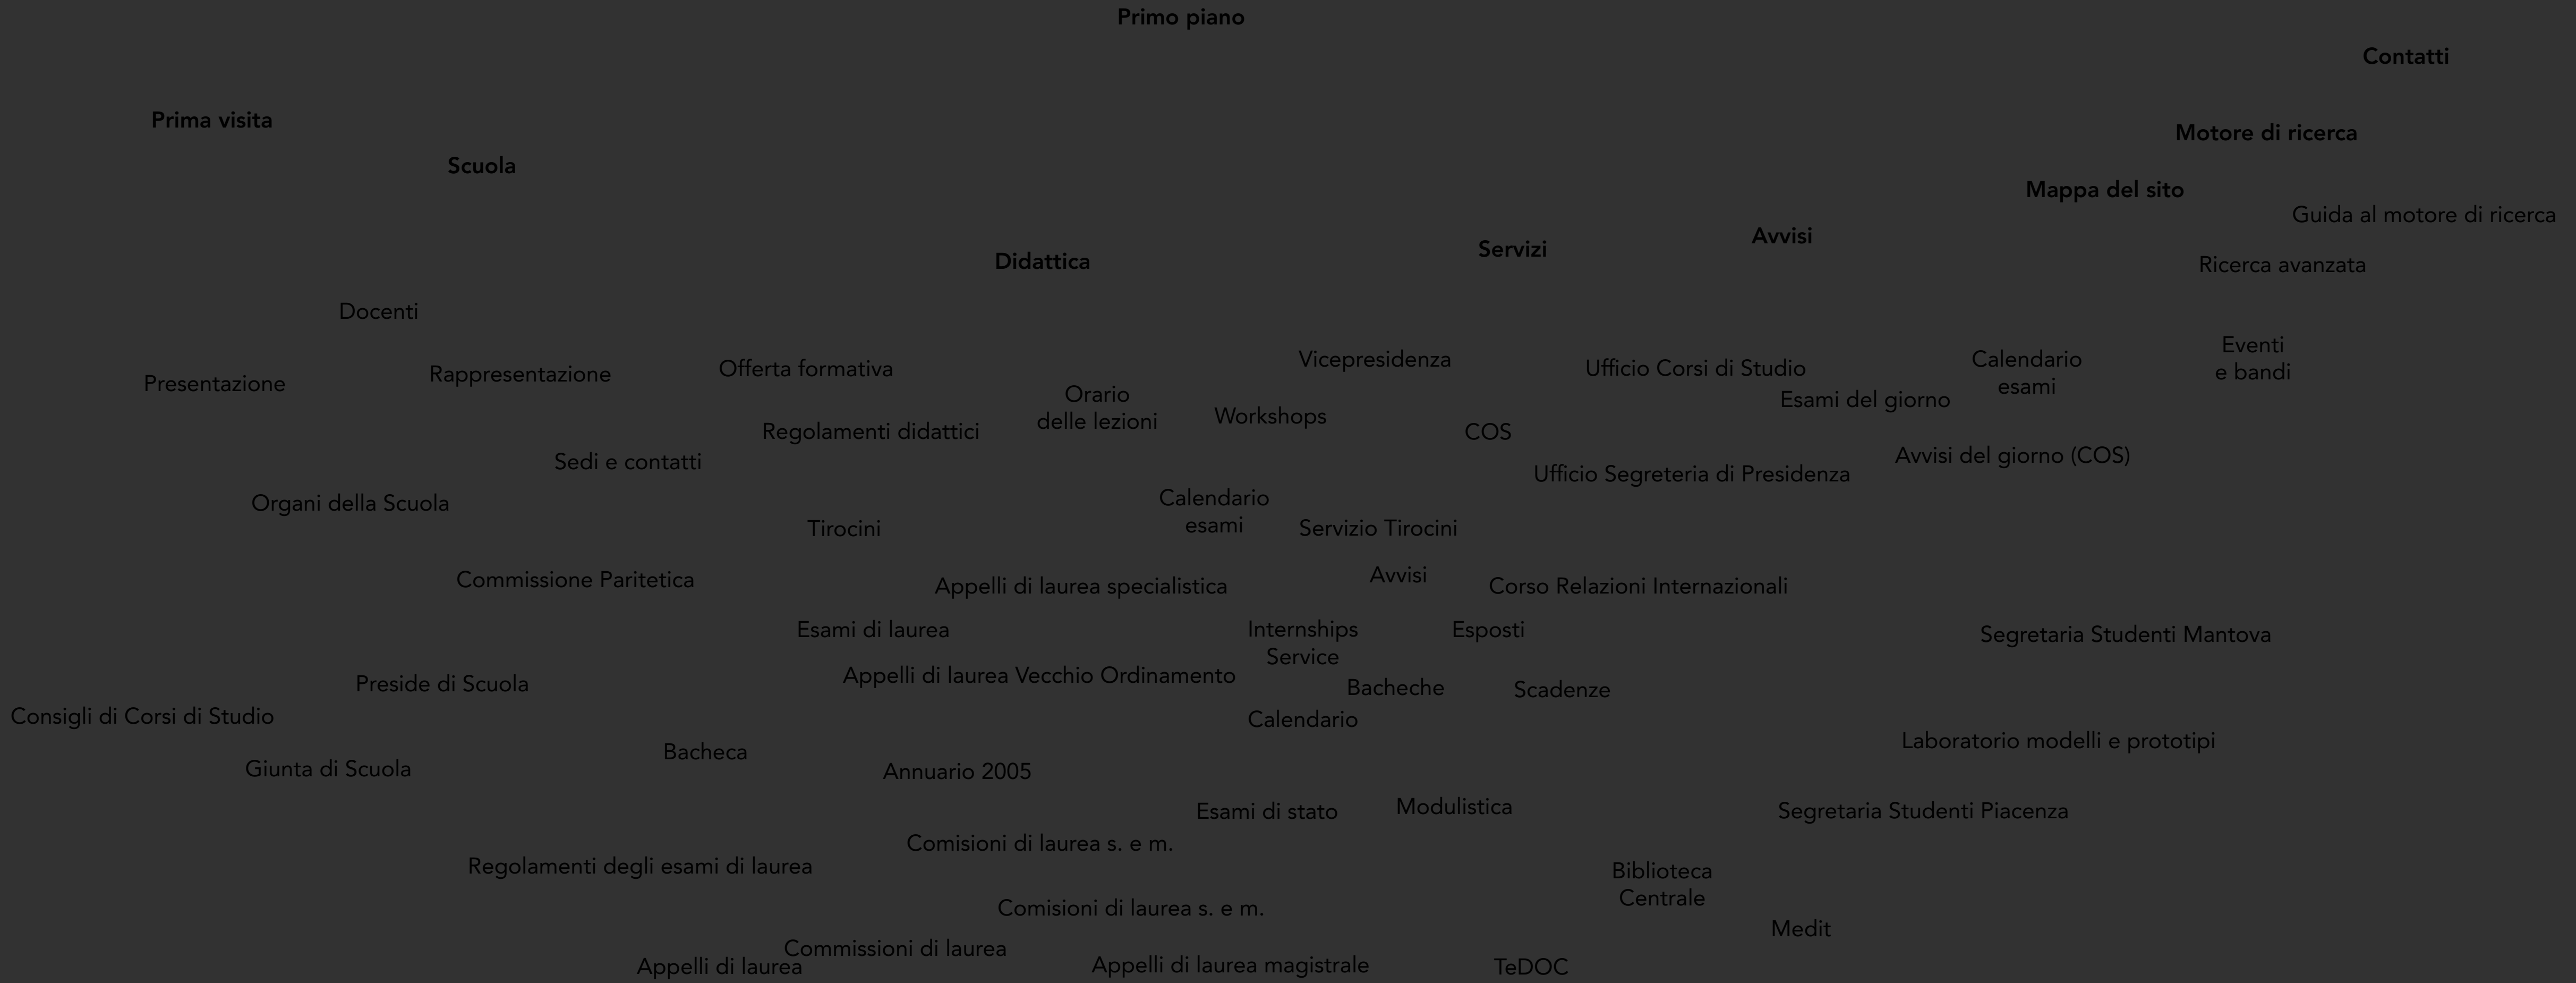 Primo piano
Contatti
Prima visita
Motore di ricerca
Scuola
Mappa del sito
Guida al motore di ricerca
Avvisi
Servizi
Didattica
Ricerca avanzata
Docenti
Eventi
e bandi
Vicepresidenza
Calendario
esami
Offerta formativa
Ufficio Corsi di Studio
Rappresentazione
Presentazione
Orario
delle lezioni
Esami del giorno
Workshops
Regolamenti didattici
COS
Avvisi del giorno (COS)
Sedi e contatti
Ufficio Segreteria di Presidenza
Organi della Scuola
Calendario
esami
Tirocini
Servizio Tirocini
Avvisi
Commissione Paritetica
Appelli di laurea specialistica
Corso Relazioni Internazionali
Esami di laurea
Internships
Service
Esposti
Segretaria Studenti Mantova
Appelli di laurea Vecchio Ordinamento
Preside di Scuola
Bacheche
Scadenze
Consigli di Corsi di Studio
Calendario
Laboratorio modelli e prototipi
Bacheca
Giunta di Scuola
Annuario 2005
Modulistica
Esami di stato
Segretaria Studenti Piacenza
Comisioni di laurea s. e m.
Regolamenti degli esami di laurea
Biblioteca
Centrale
Comisioni di laurea s. e m.
Medit
Commissioni di laurea
Appelli di laurea
Appelli di laurea magistrale
TeDOC